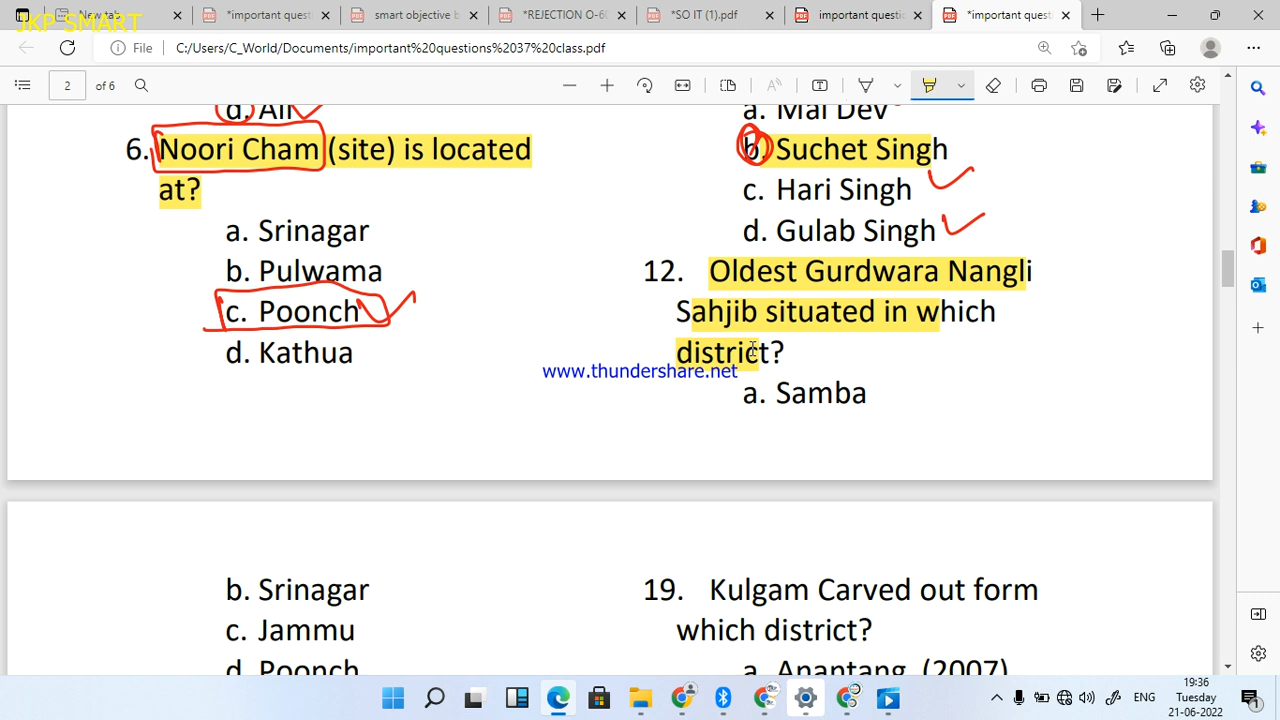 JKP SMART
New tab
*important quest
smart objective b
*REJECTION O-60
*SO IT (1).pdf
important questio
*important quest
File
C:/Users/C_World/Documents/important%20questions%2037%20class.pdf
2
of 6
d. All
6. Noori Cham (site) is located
at?
a. Srinagar
b. Pulwama
c. Poonch
d. Kathua
a. Mal Dev
b. Suchet Singh
c. Hari Singh
d. Gulab Singh
12. Oldest Gurdwara Nangli
Sahjib situated in which
district?
www.thundershare.net
a. Samba
b. Srinagar
c. Jammu
d. Poonch
19. Kulgam Carved out form
which district?
a. Anantang (2007)
ENG
19:36
Tuesday
21-06-2022